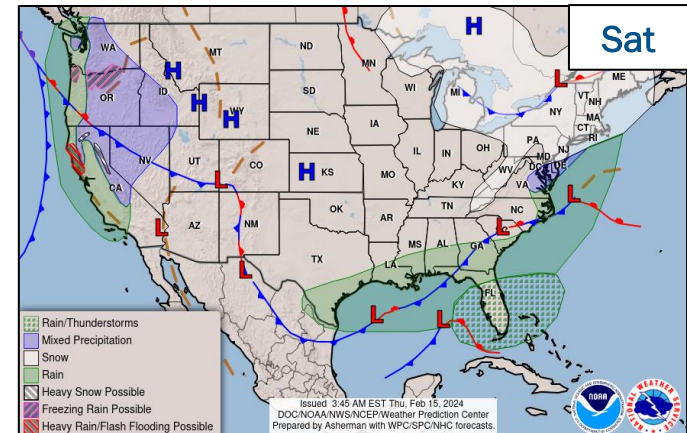 Sat
H
WA
MT
ND
MN
L
ME
H
OR
ID
H
WY
H
SD
WI
MI
NY
VT
NH
MA
CT
RI
NE
IA
PA
NJ
NV
UT
CO
H
KS
MO
IL
IN
OH
MD
DE
DC
WV
VA
KY
CA
L
L
AZ
NM
OK
AR
TN
NC
L
L
L
TX
LA
MS
AL
GA
L
L
FL
Rain/Thunderstorms
Mixed Precipitation
Snow
Rain
Heavy Snow Possible
Freezing Rain Possible
Heavy Rain/Flash Flooding Possible
Issued 3:45 AM EST Thu, Feb 15, 2024
DOC/NOAA/NWS/NCEP/Weather Prediction Center
Prepared by Asherman with WPC/SPC/NHC forecasts.
NOAA
NATIONAL WEATHER SERVICE